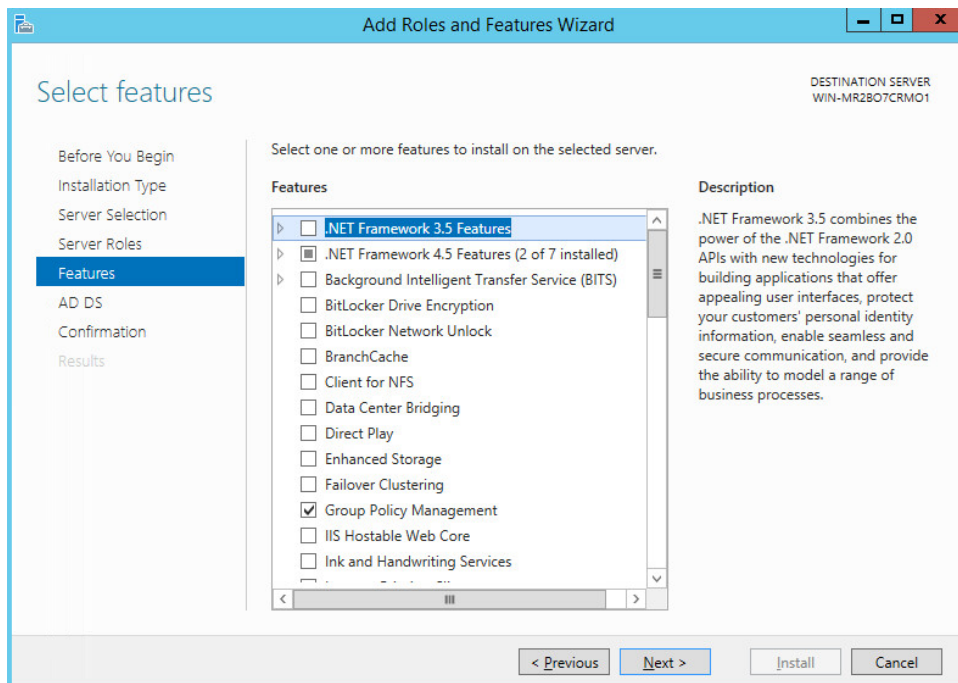 Add Roles and Features Wizard
Select features
DESTINATION SERVER
WIN-MR2BO7CRMO1
Before You Begin
Installation Type
Server Selection
Server Roles
Features
AD DS
Confirmation
Results
Select one or more features to install on the selected server.
Features
.NET Framework 3.5 Features
.NET Framework 4.5 Features (2 of 7 installed)
Background Intelligent Transfer Service (BITS)
BitLocker Drive Encryption
BitLocker Network Unlock
BranchCache
Client for NFS
Data Center Bridging
Direct Play
Enhanced Storage
Failover Clustering
Group Policy Management
IIS Hostable Web Core
Ink and Handwriting Services
Description
.NET Framework 3.5 combines the
power of the .NET Framework 2.0
APIs with new technologies for
building applications that offer
appealing user interfaces, protect
your customers' personal identity
information, enable seamless and
secure communication, and provide
the ability to model a range of
business processes.
< Previous
Next >
Install
Cancel